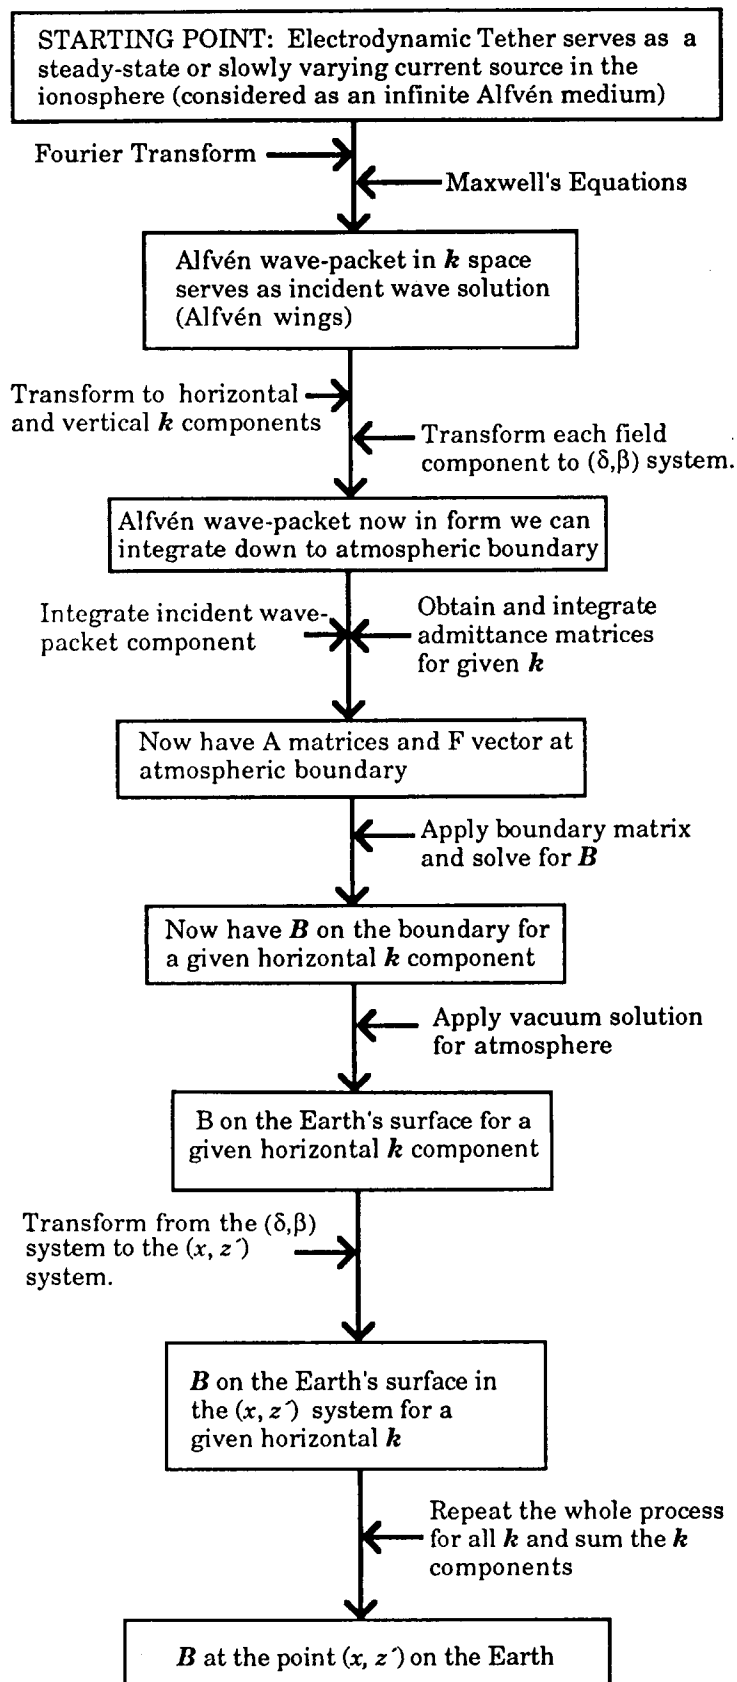 STARTING POINT: Electrodynamic Tether serves as a
steady-state or slowly varying current source in the
ionosphere (considered as an infinite Alfvén medium)
Fourier Transform
Maxwell's Equations
Alfvén wave-packet in k space
serves as incident wave solution
(Alfvén wings)
Transform to horizontal
and vertical k components
Transform each field
component to (δ,β) system.
Alfvén wave-packet now in form we can
integrate down to atmospheric boundary
Integrate incident wave-
packet component
Obtain and integrate
admittance matrices
for given k
Now have A matrices and F vector at
atmospheric boundary
Apply boundary matrix
and solve for B
Now have B on the boundary for
a given horizontal k component
Apply vacuum solution
for atmosphere
B on the Earth's surface for a
given horizontal k component
Transform from the (δ,β)
system to the (x, z´)
system.
B on the Earth's surface in
the (x, z´) system for a
given horizontal k
Repeat the whole process
for all k and sum the k
components
B at the point (x, z´) on the Earth